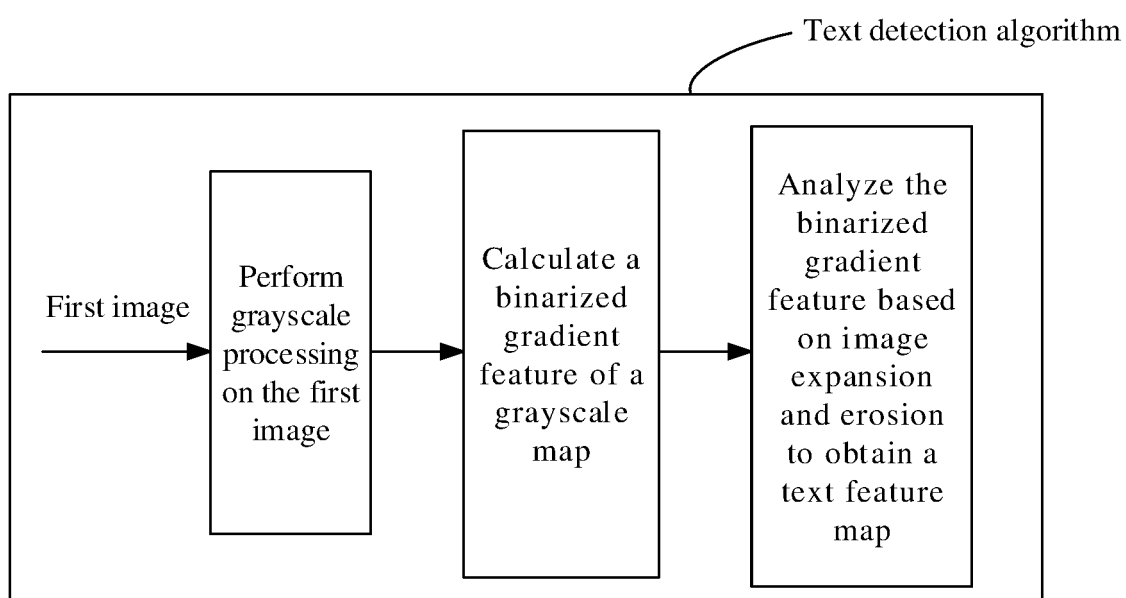 Text detection algorithm
First image
Perform
grayscale
processing
on the first
image
Calculate a
binarized
gradient
feature of a
grayscale
map
Analyze the
binarized
gradient
feature based
on image
expansion
and erosion
to obtain a
text feature
map